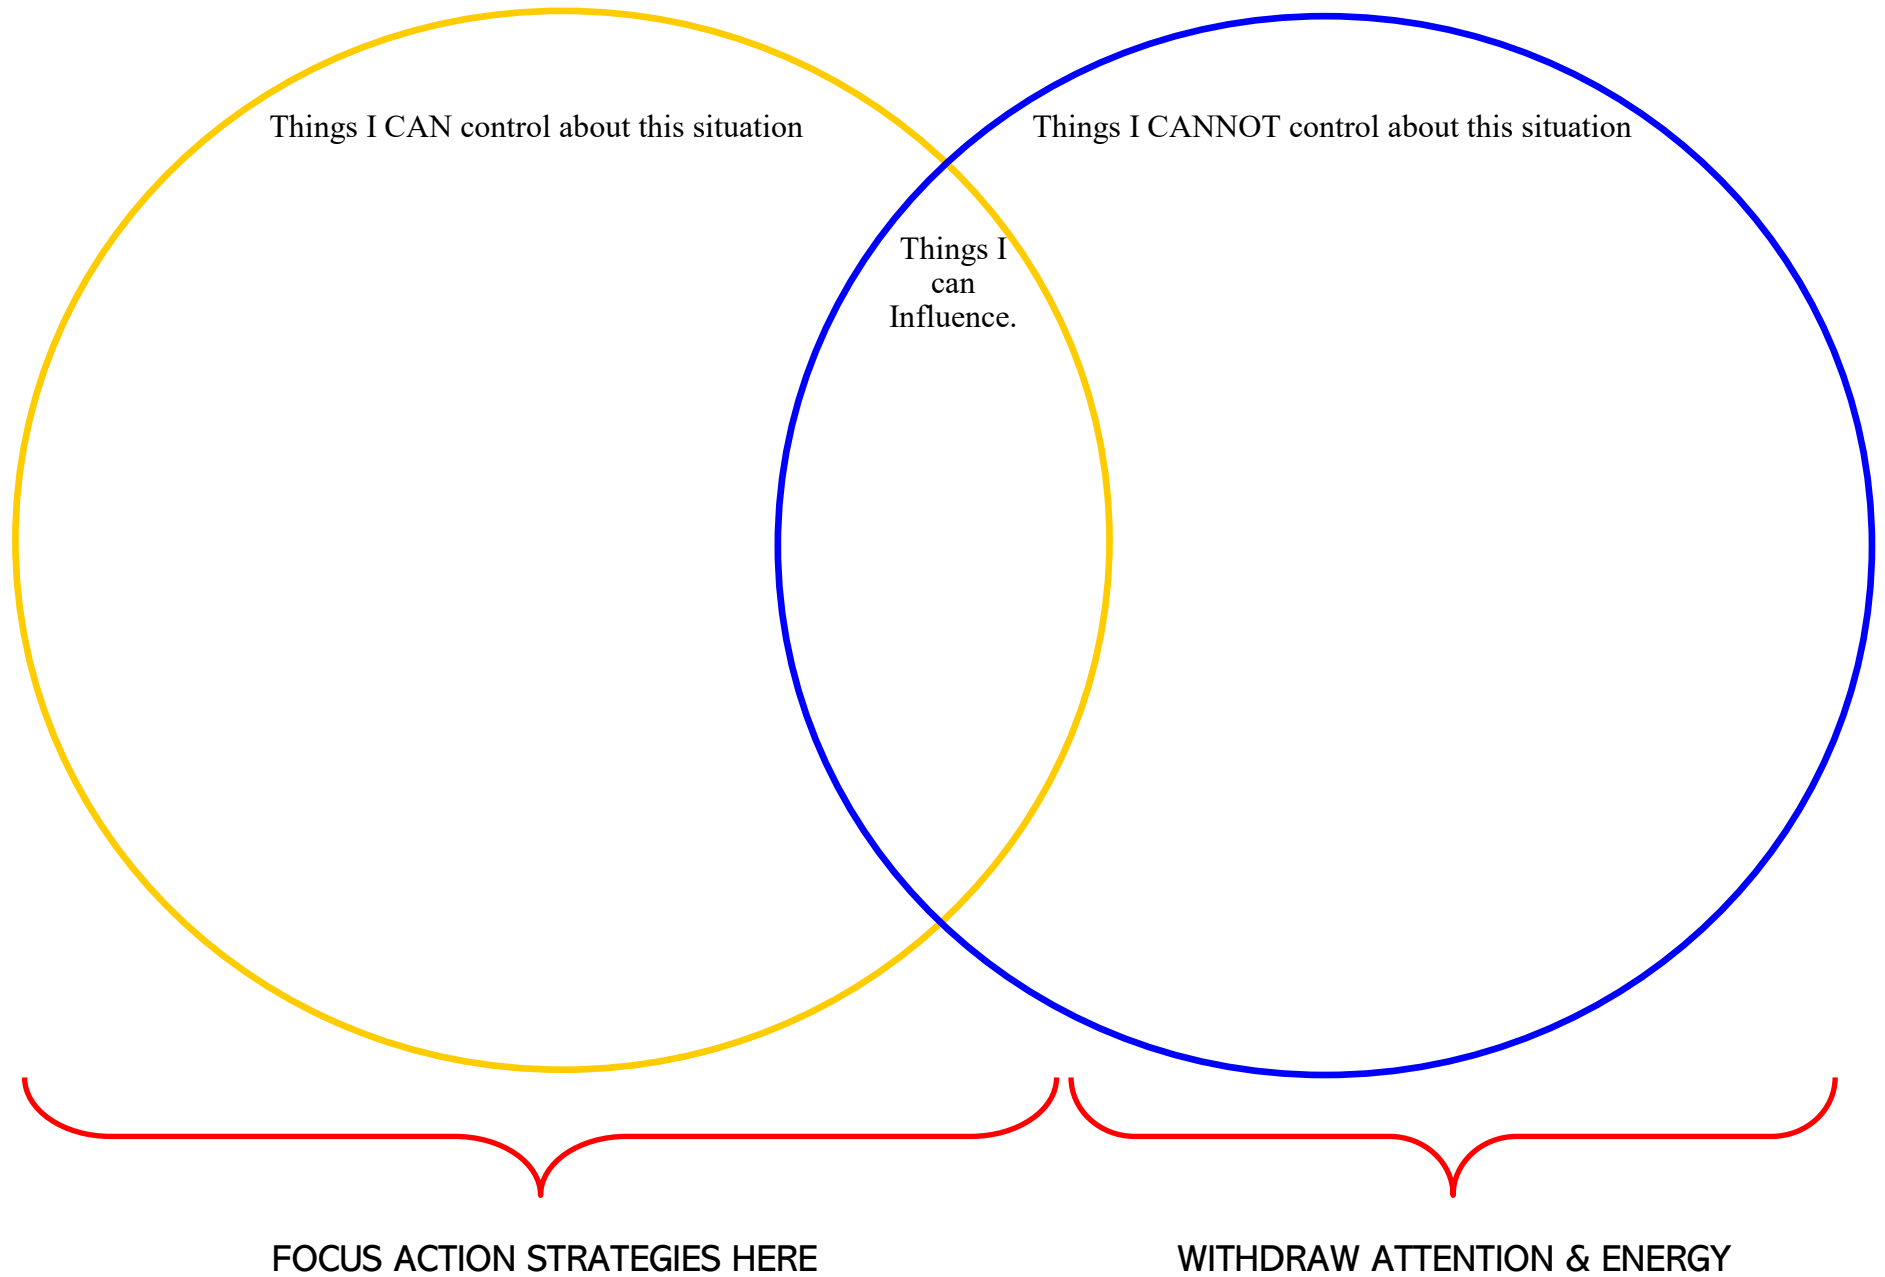 Things I CAN control about this situation
Things I CANNOT control about this situation
Things I
can
Influence.
FOCUS ACTION STRATEGIES HERE
WITHDRAW ATTENTION & ENERGY